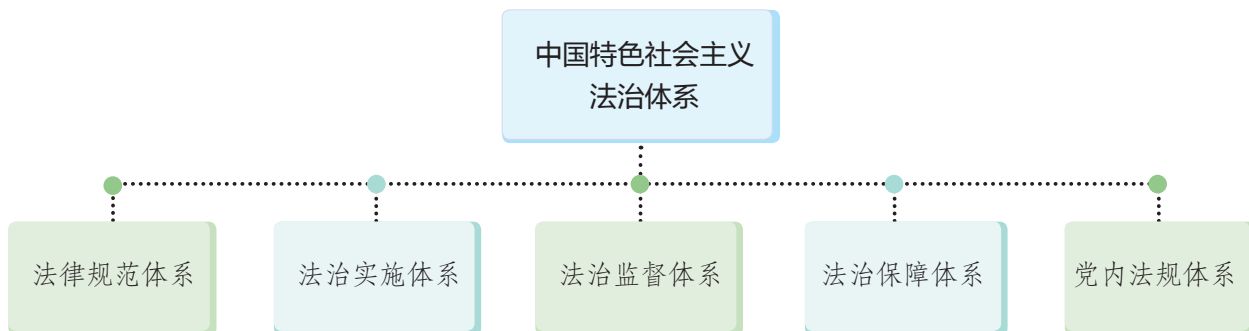 中国特色社会主义
法治体系
法律规范体系
法治实施体系
法治监督体系
法治保障体系
党内法规体系